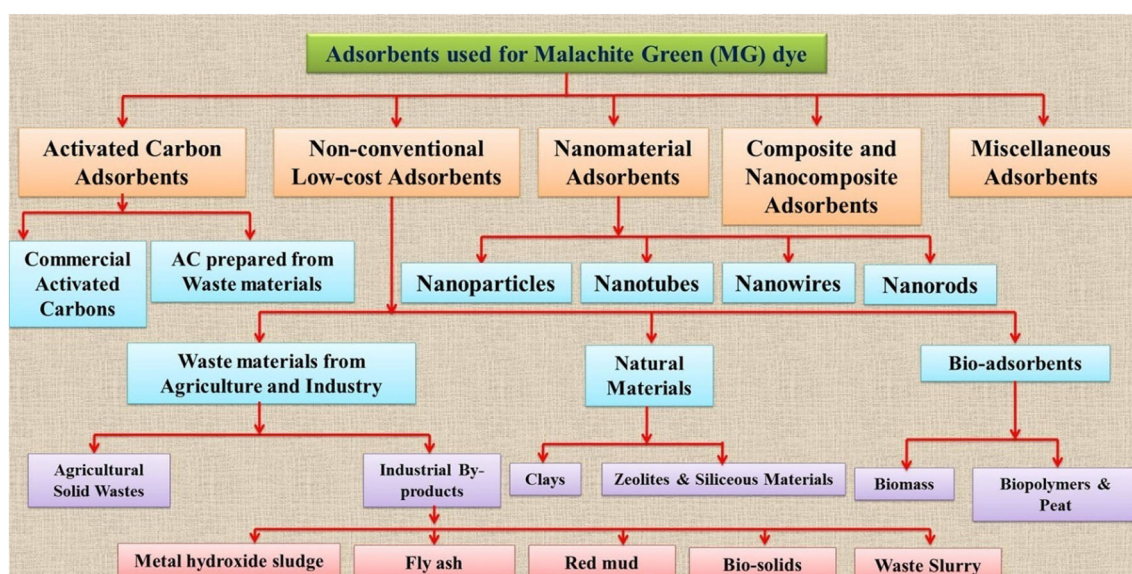 Adsorbents used for Malachite Green (MG) dye
Activated Carbon
Adsorbents
Non-conventional
Low-cost Adsorbents
Nanomaterial
Adsorbents
Composite and
Nanocomposite
Adsorbents
Miscellaneous
Adsorbents
Commercial
Activated
Carbons
AC prepared from
Waste materials
Nanoparticles
Nanotubes
Nanowires
Nanorods
Waste materials from
Agriculture and Industry
Natural
Materials
Bio-adsorbents
Agricultural
Solid Wastes
Industrial By-
products
Clays
Zeolites & Siliceous Materials
Biomass
Biopolymers &
Peat
Metal hydroxide sludge
Fly ash
Red mud
Bio-solids
Waste Slurry